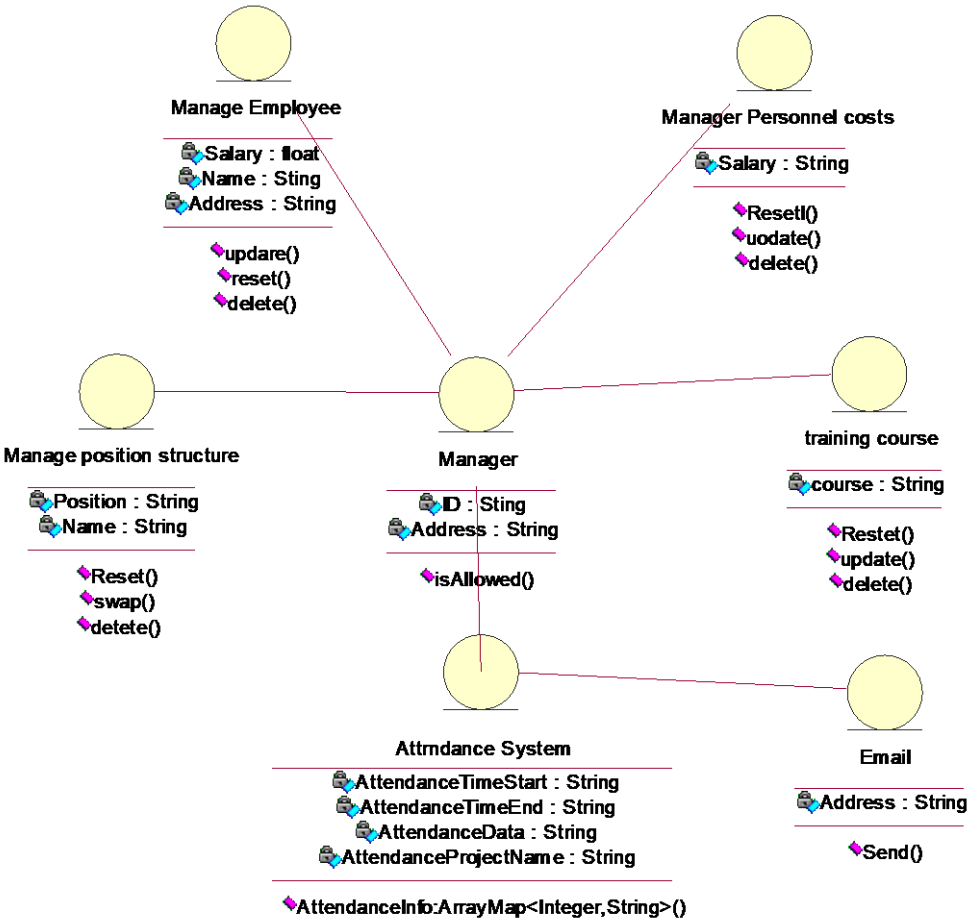 Manage Employee
Salary : float
Name : Sting
Address : String
updare()
reset()
delete()
Manager Personnel costs
Salary : String
Resetl()
uodate()
delete()
Manage position structure
Position : String
Name : String
Reset()
swap()
detete()
Manager
ID : Sting
Address : String
isAllowed()
training course
course : String
Restet()
update()
delete()
Attrndance System
AttendanceTimeStart : String
AttendanceTimeEnd : String
AttendanceData : String
AttendanceProjectName : String
AttendanceInfo:ArrayMap<Integer,String>()
Email
Address : String
Send()